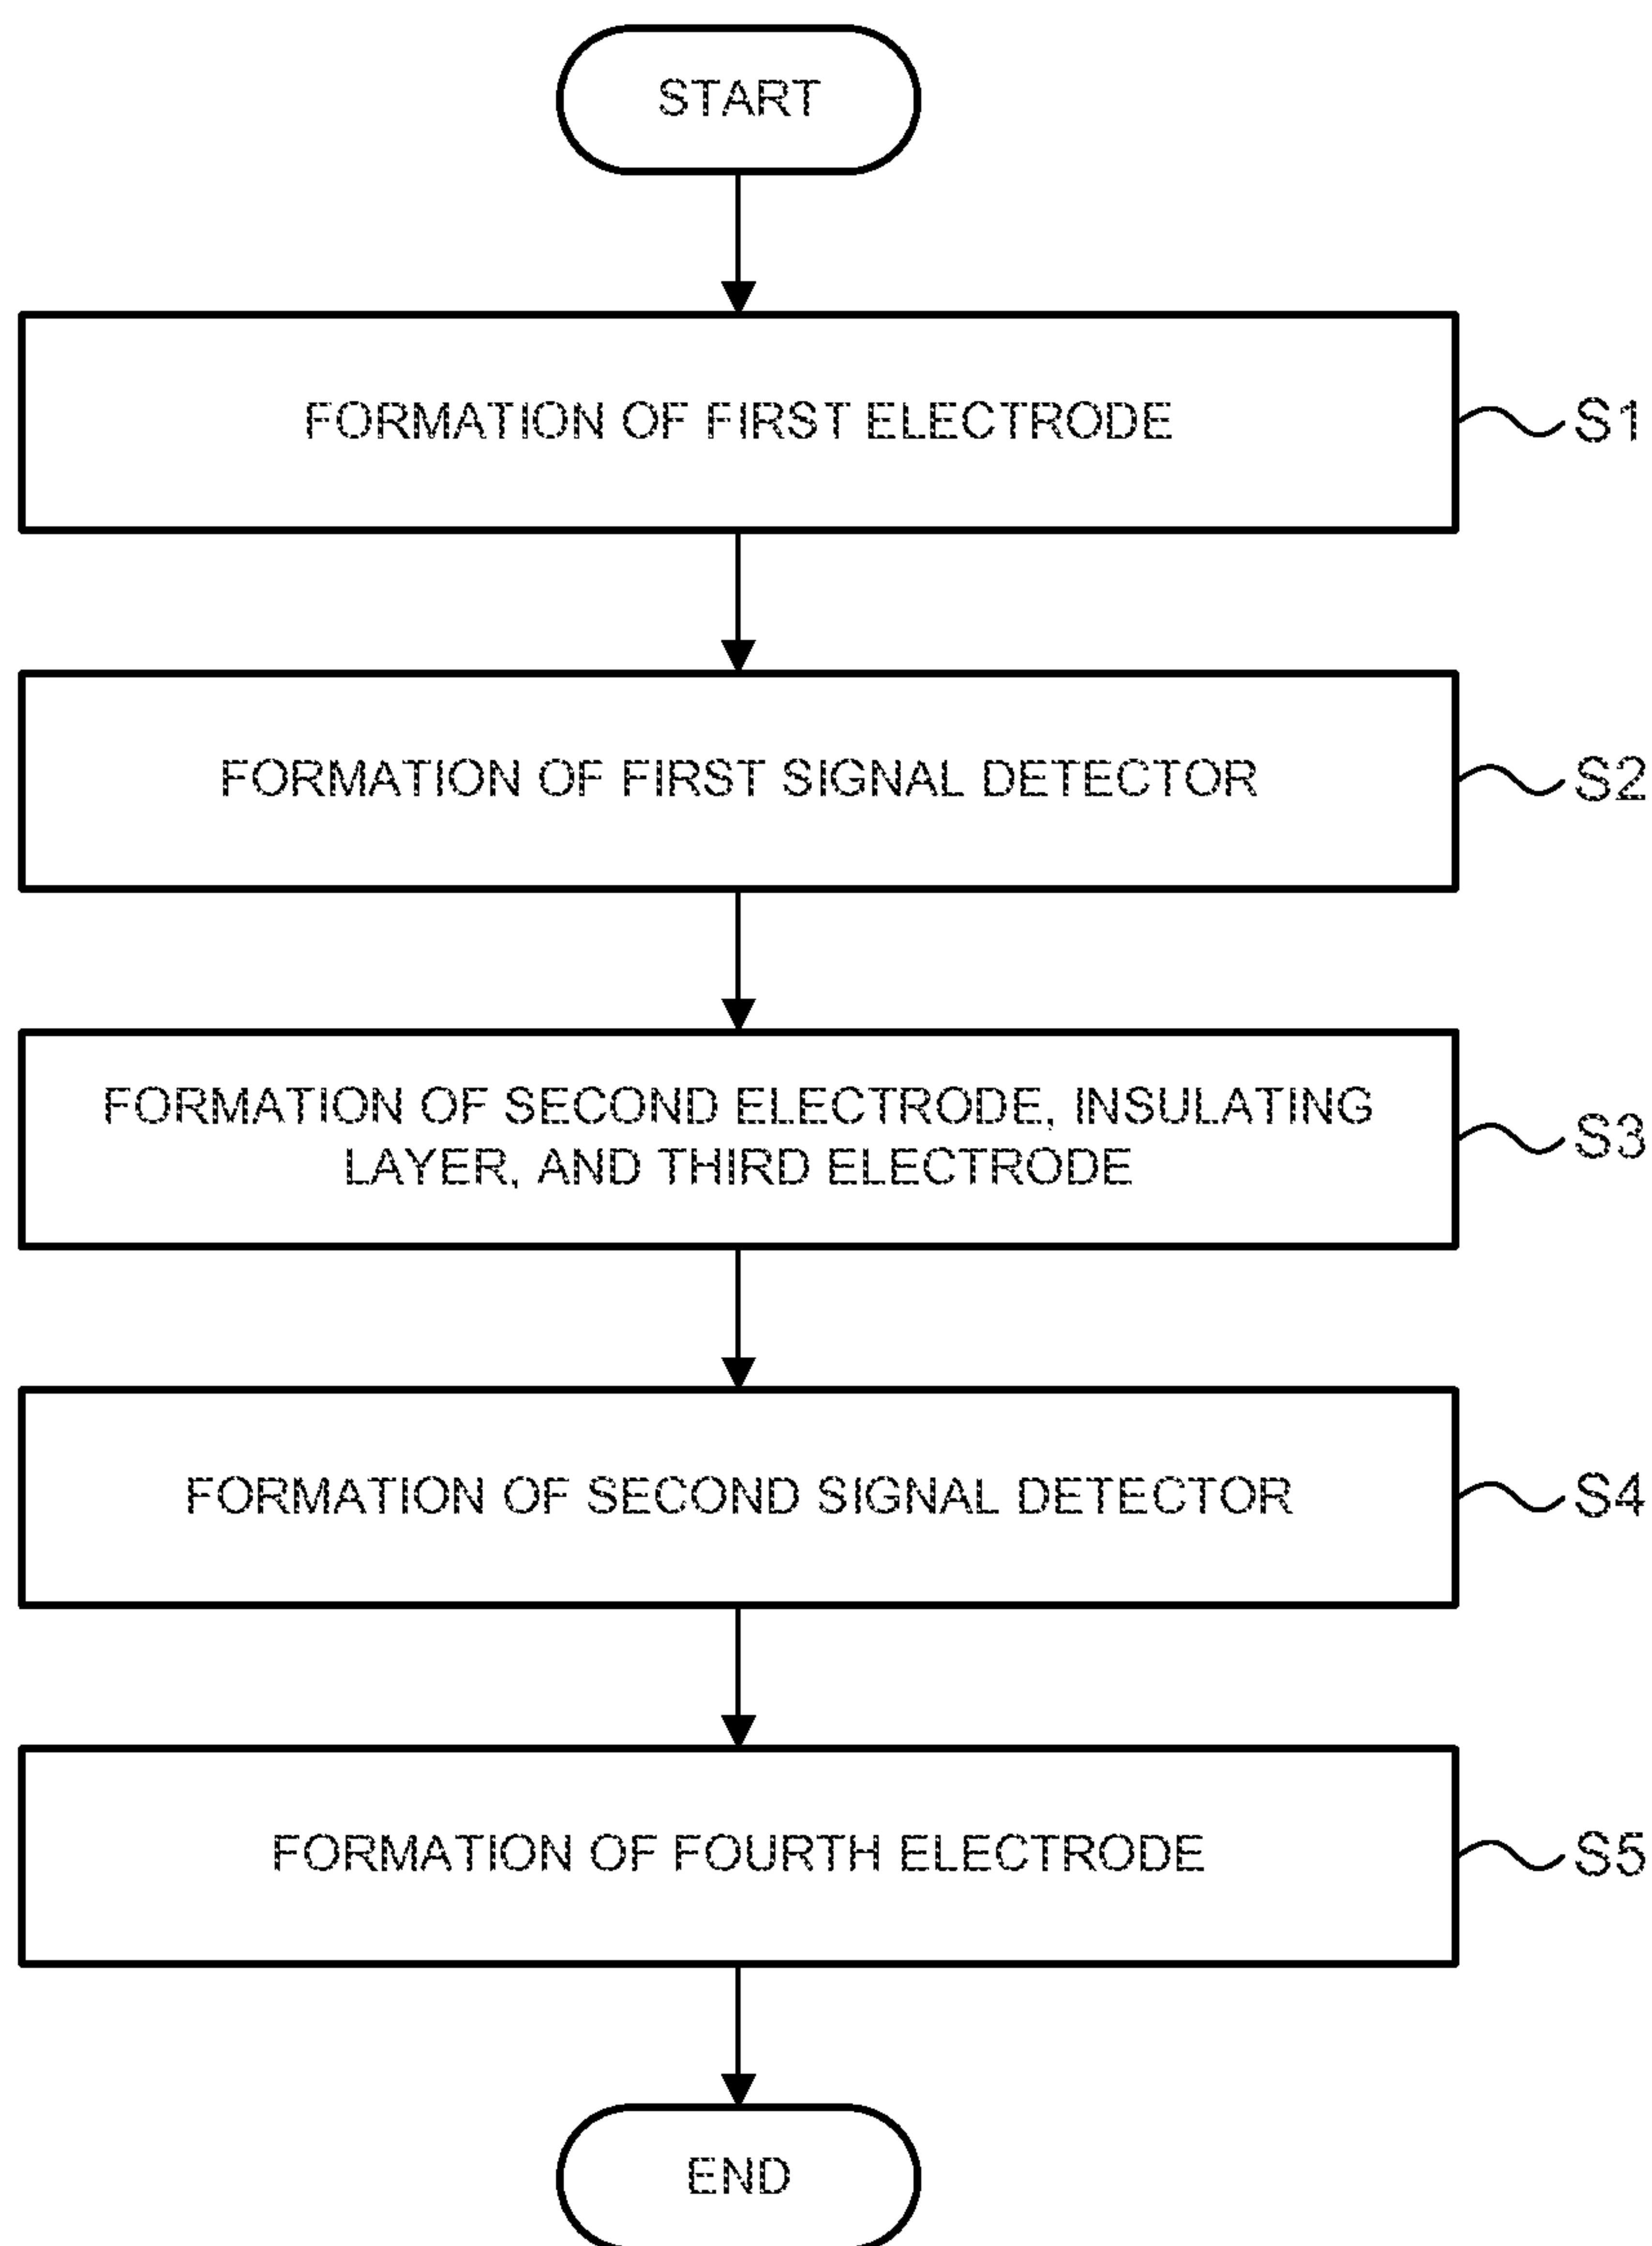 START
FORMATION OF FIRST ELECTRODE
S1
FORMATION OF FIRST SIGNAL DETECTOR
S2
FORMATION OF SECOND ELECTRODE, INSULATING
LAYER, AND THIRD ELECTRODE
S3
FORMATION OF SECOND SIGNAL DETECTOR
S4
FORMATION OF FOURTH ELECTRODE
S5
END